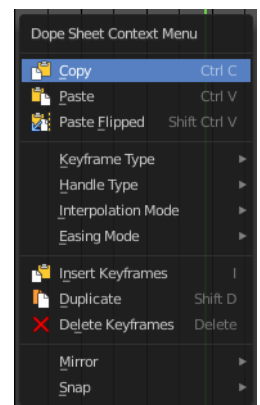 Dope Sheet Context Menu
Copy Ctrl C
Paste Ctrl V
Paste Flipped Shift Ctrl V
Keyframe Type
Handle Type
Interpolation Mode
Easing Mode
Insert Keyframes I
Duplicate Shift D
Delete Keyframes Delete
Mirror
Snap